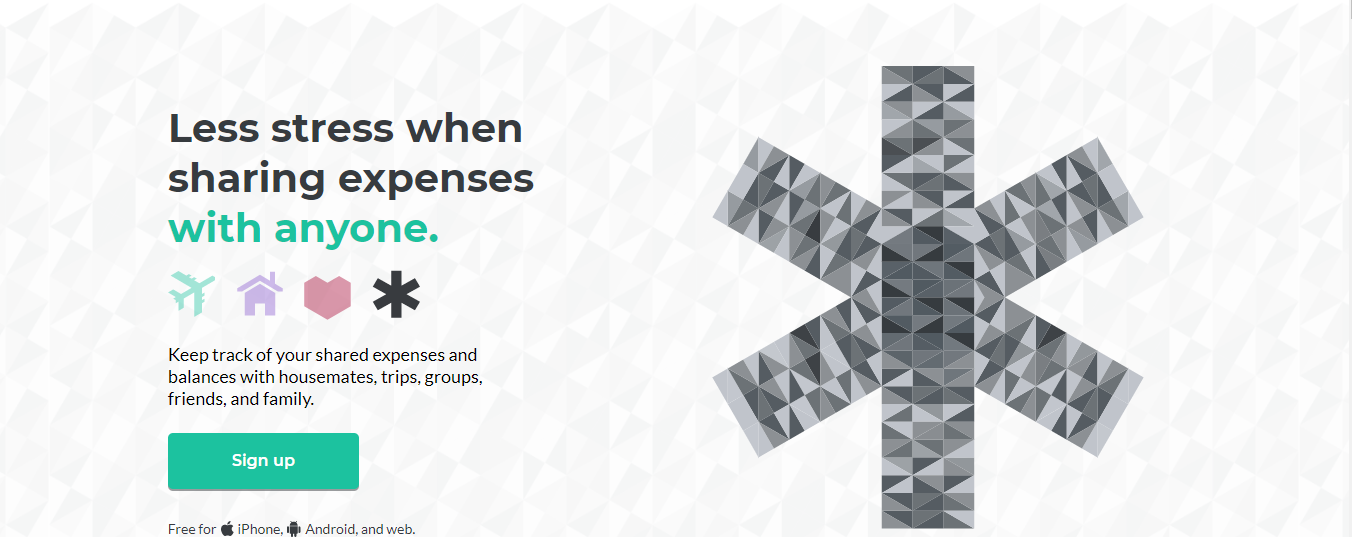 Less stress when
sharing expenses
with anyone.
Keep track of your shared expenses and
balances with housemates, trips, groups,
friends, and family.
Sign up
Free for iPhone, Android, and web.